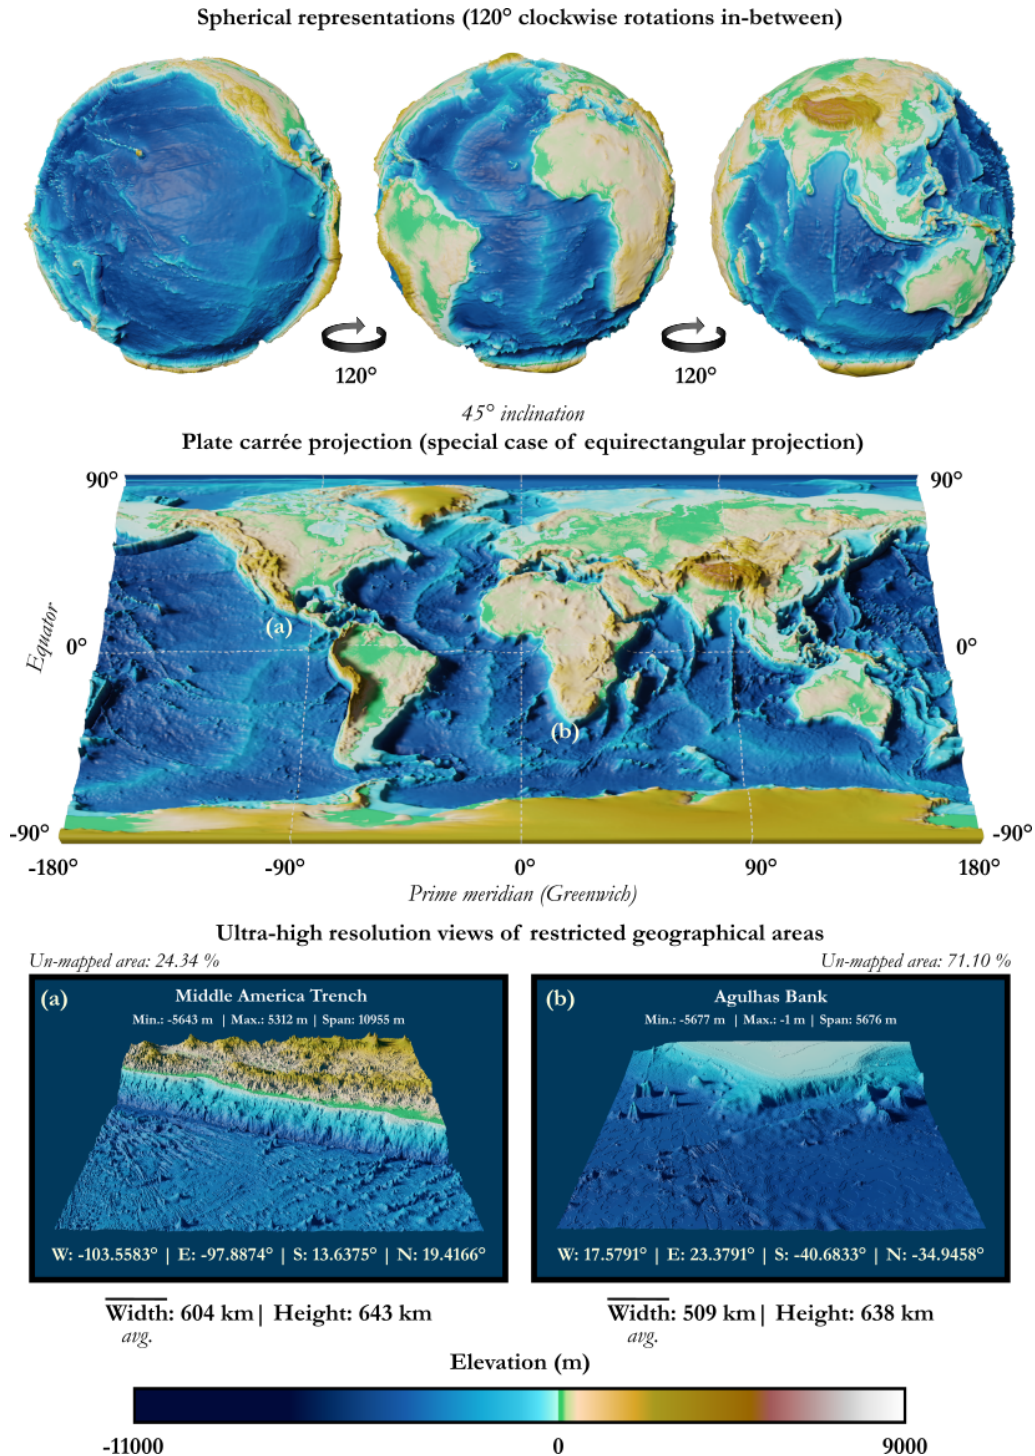 Spherical representations (120° clockwise rotations in-between)
120°
120°
45° inclination
Plate carrée projection (special case of equirectangular projection)
90°
90°
Equator
0°
0°
(a)
(b)
-90°
-90°
-180°
-90°
0°
90°
180°
Prime meridian (Greenwich)
Ultra-high resolution views of restricted geographical areas
Un-mapped area: 24.34 %
Un-mapped area: 71.10 %
(a)
Middle America Trench
Min.: -5643 m | Max.: 5312 m | Span: 10955 m
W: -103.5583° | E: -97.8874° | S: 13.6375° | N: 19.4166°
(b)
Agulhas Bank
Min.: -5677 m | Max.: -1 m | Span: 5676 m
W: 17.5791° | E: 23.3791° | S: -40.6833° | N: -34.9458°
Width: 604 km | Height: 643 km
avg.
Width: 509 km | Height: 638 km
avg.
Elevation (m)
-11000
0
9000